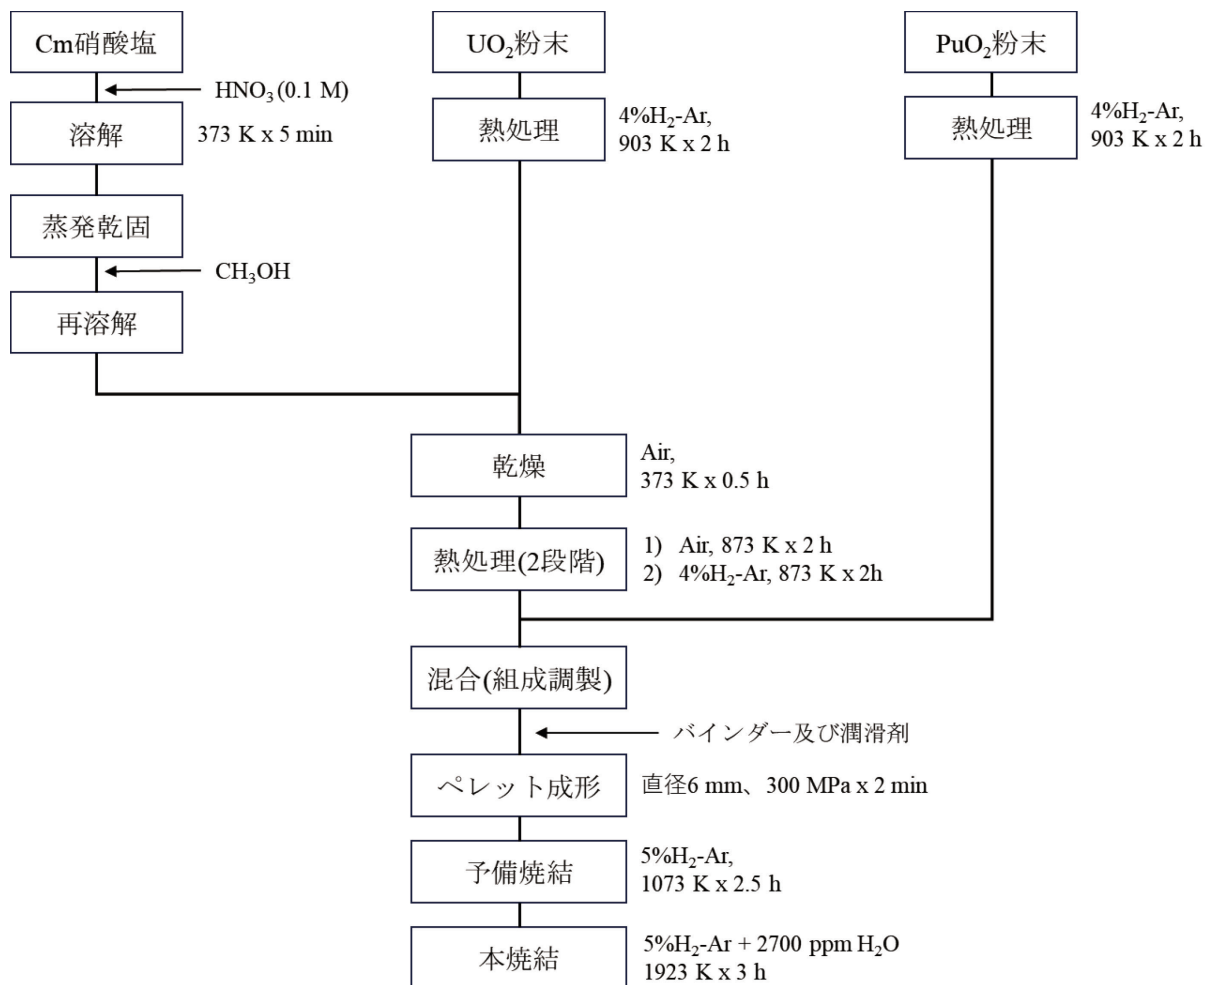 Cm硝酸塩
HNO₃(0.1 M)
溶解
373 K x 5 min
蒸発乾固
CH₃OH
再溶解
UO₂粉末
熱処理
4%H₂-Ar,
903 K x 2 h
PuO₂粉末
熱処理
4%H₂-Ar,
903 K x 2 h
乾燥
Air,
373 K x 0.5 h
熱処理(2段階)
1) Air, 873 K x 2 h
2) 4%H₂-Ar, 873 K x 2h
混合(組成調製)
バインダー及び潤滑剤
ペレット成形
直径6 mm、300 MPa x 2 min
予備焼結
5%H₂-Ar,
1073 K x 2.5 h
本焼結
5%H₂-Ar + 2700 ppm H₂O
1923 K x 3 h